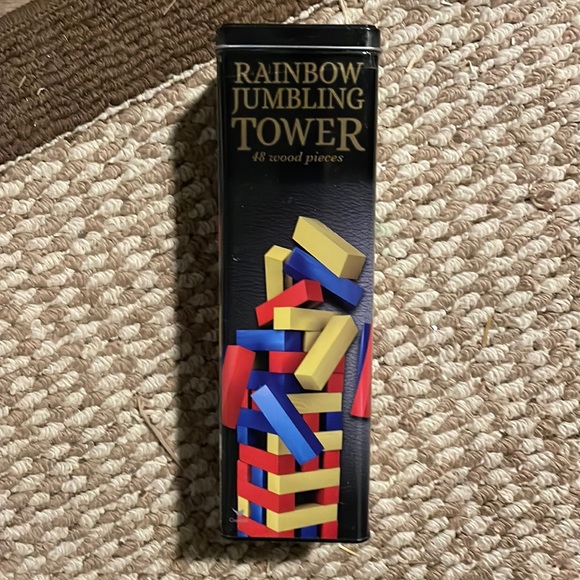 RAINBOW
JUMBLING
TOWER
48 wood pieces